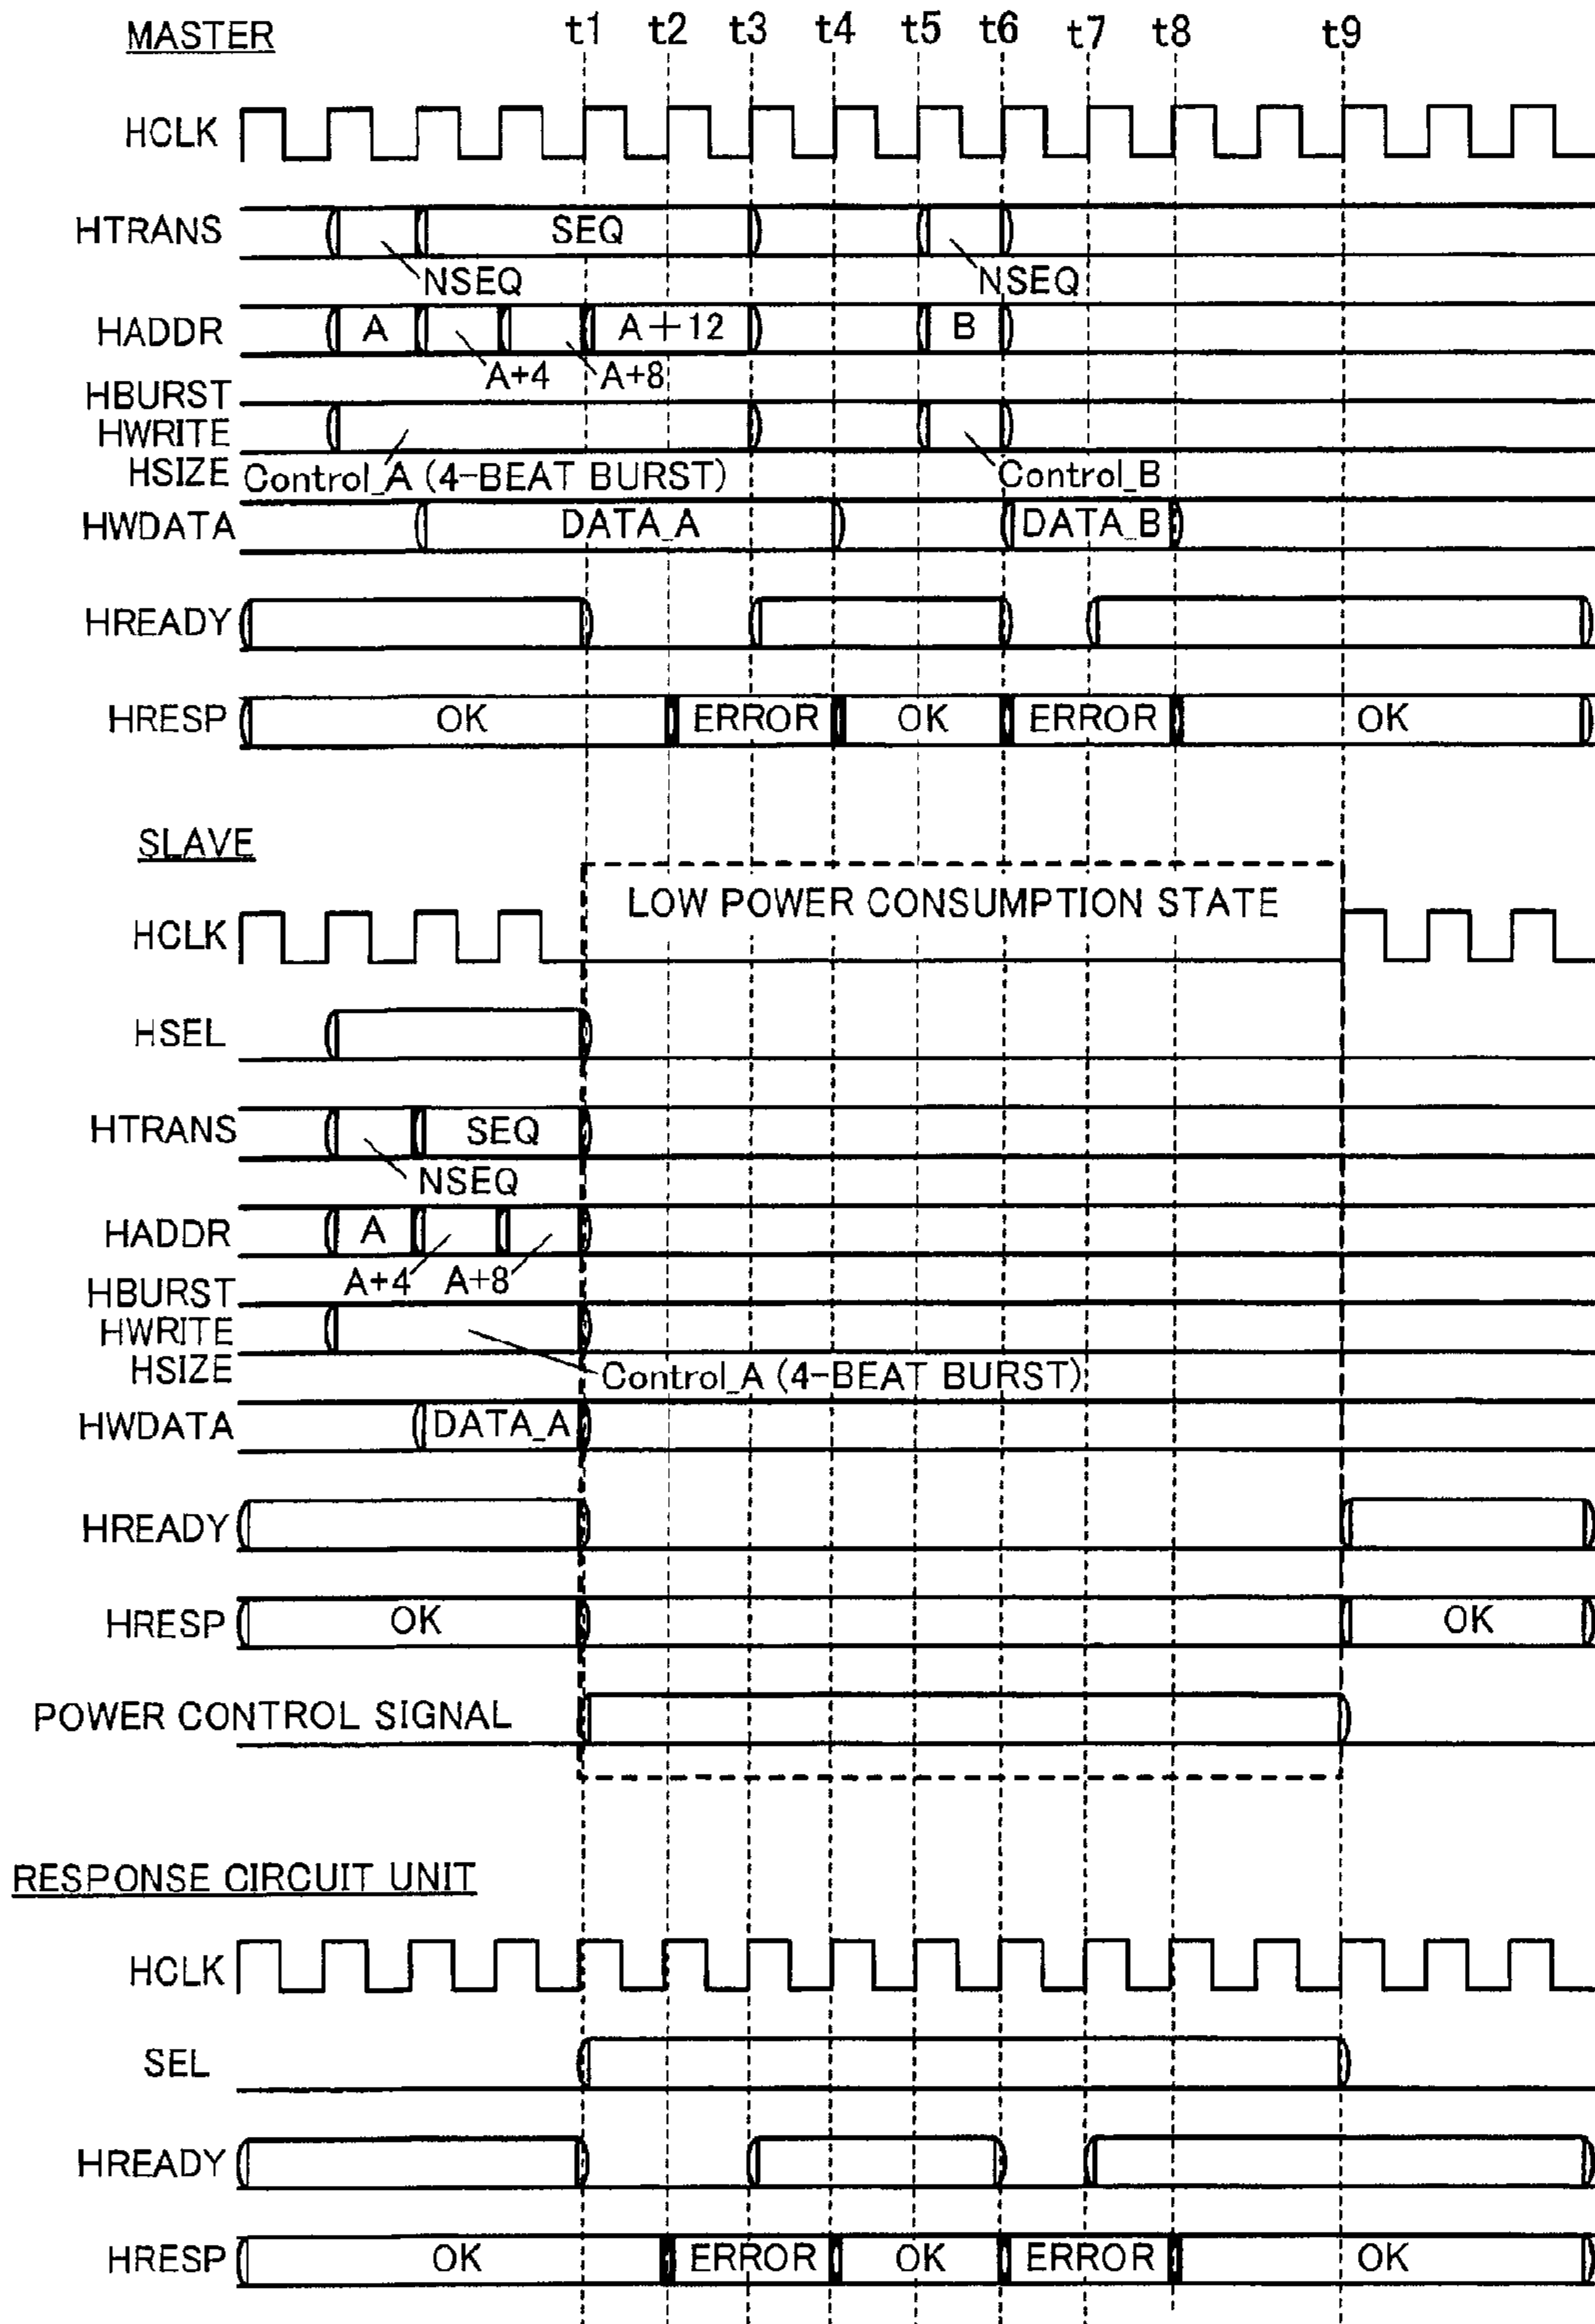 MASTER t1 t2 t3 t4 t5 t6 t7 t8 t9
HCLK
HTRANS SEQ
NSEQ NSEQ
HADDR A A+12 B
A+4 A+8
HBURST
HWRITE
HSIZE Control_A (4-BEAT BURST) Control_B
HWDATA DATA_A DATA_B
HREADY
HRESP OK ERROR OK ERROR OK
SLAVE
LOW POWER CONSUMPTION STATE
HCLK
HSEL
HTRANS SEQ
NSEQ
HADDR A
A+4 A+8
HBURST
HWRITE
HSIZE Control_A (4-BEAT BURST)
HWDATA DATA_A
HREADY
HRESP OK OK
POWER CONTROL SIGNAL
RESPONSE CIRCUIT UNIT
HCLK
SEL
HREADY
HRESP OK ERROR OK ERROR OK